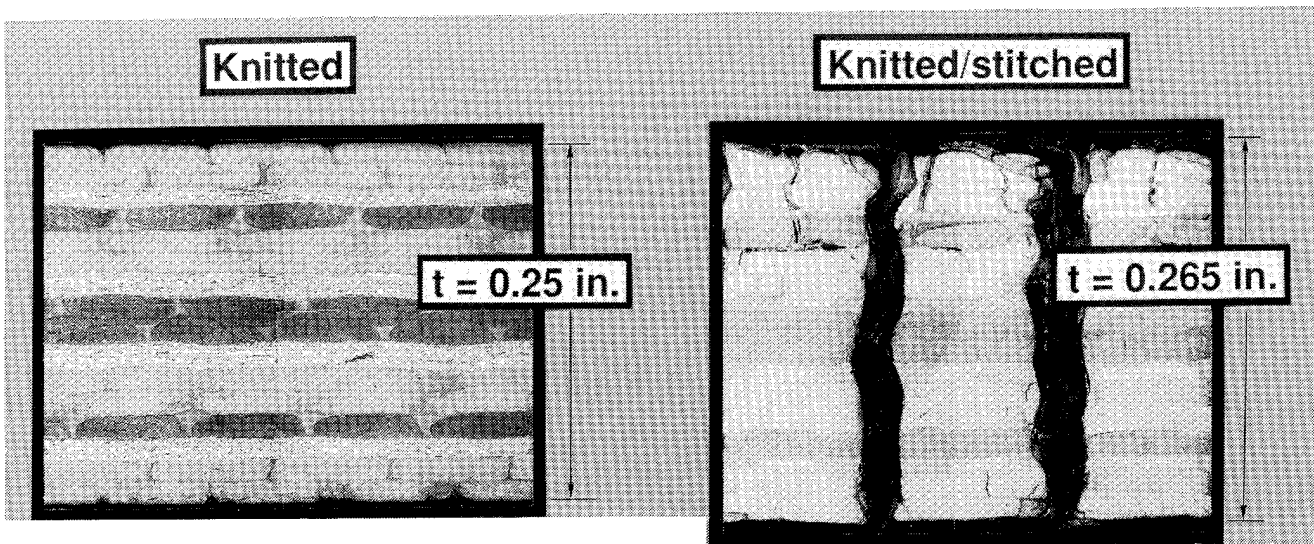 Knitted
Knitted/stitched
t = 0.25 in.
t = 0.265 in.